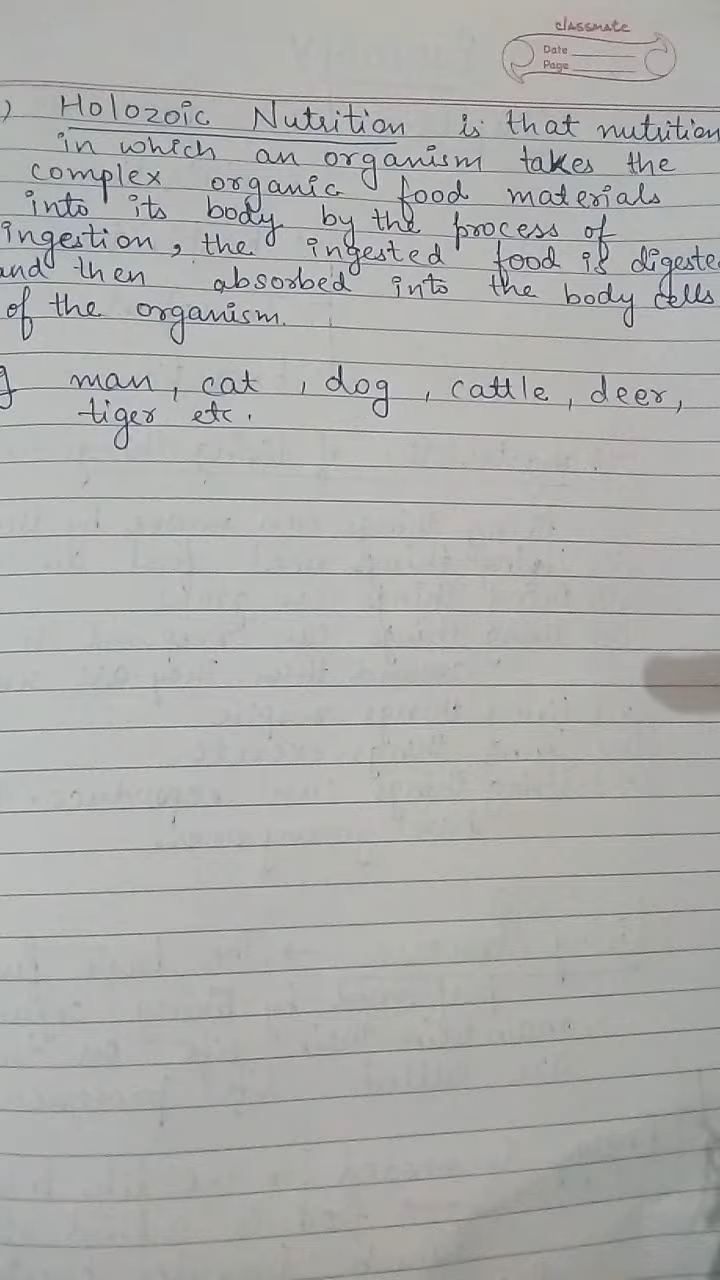 classmate
Date
Page
) Holozoic Nutrition is that nutrition
in which an organism takes the
complex organic food materials
into its body by the process of
ingestion, the ingested food is digeste
and then absorbed into the body cells
of the organism.
g man, cat, dog, cattle, deer,
tiger etc.